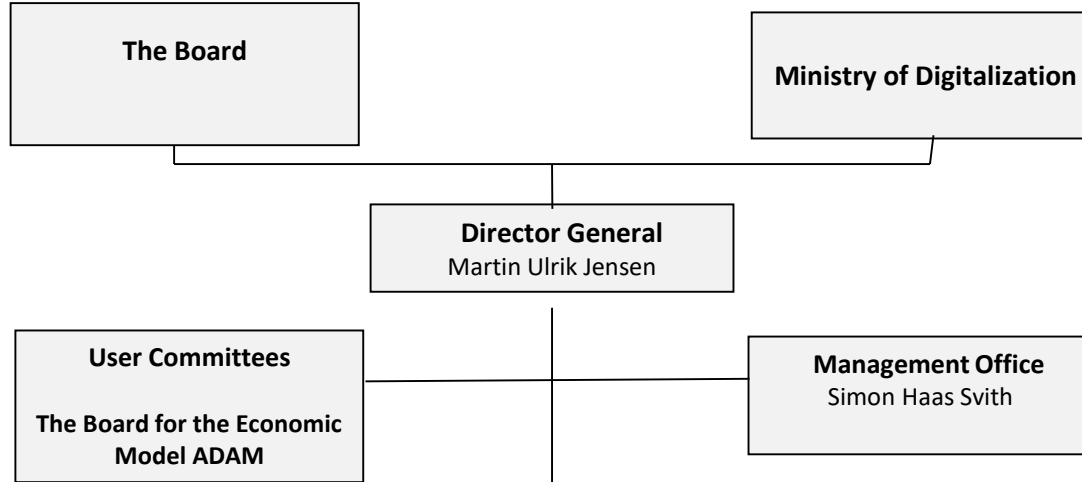 The Board
Ministry of Digitalization
Director General
Martin Ulrik Jensen
User Committees
The Board for the Economic
Model ADAM
Management Office
Simon Haas Svith